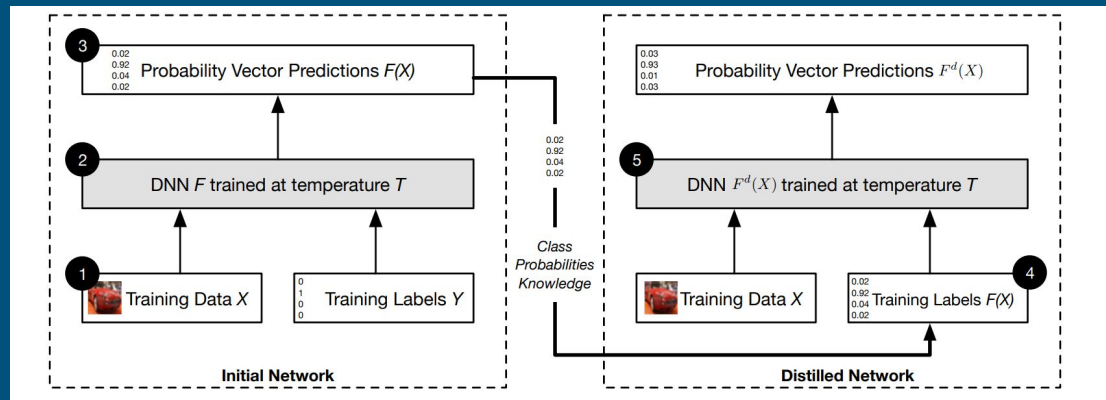 3
0.02
0.92
0.04
0.02
Probability Vector Predictions F(X)
2
DNN F trained at temperature T
1
Training Data X
0
1
0
0
Training Labels Y
Initial Network
0.02
0.92
0.04
0.02
Class
Probabilities
Knowledge
0.03
0.93
0.01
0.03
Probability Vector Predictions F^d(X)
5
DNN F^d(X) trained at temperature T
Training Data X
4
0.02
0.92
0.04
0.02
Training Labels F(X)
Distilled Network